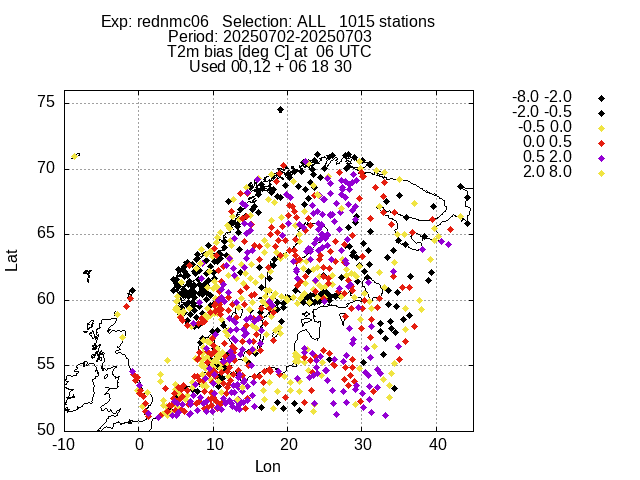 Exp: rednmc06   Selection: ALL   1015 stations
Period: 20250702-20250703
T2m bias [deg C] at  06 UTC
Used 00,12 + 06 18 30
-8.0 -2.0
-2.0 -0.5
-0.5 0.0
0.0 0.5
0.5 2.0
2.0 8.0
75
70
65
60
55
50
Lat
-10 0 10 20 30 40
Lon